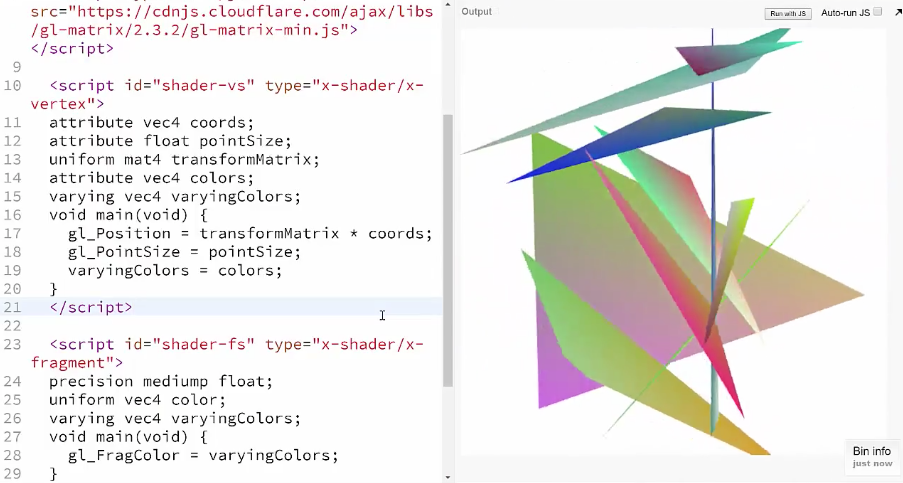 src="https://cdnjs.cloudflare.com/ajax/libs
/gl-matrix/2.3.2/gl-matrix-min.js">
</script>
9
10 <script id="shader-vs" type="x-shader/x-
vertex">
11 attribute vec4 coords;
12 attribute float pointSize;
13 uniform mat4 transformMatrix;
14 attribute vec4 colors;
15 varying vec4 varyingColors;
16 void main(void) {
17 gl_Position = transformMatrix * coords;
18 gl_PointSize = pointSize;
19 varyingColors = colors;
20 }
21 </script>
22
23 <script id="shader-fs" type="x-shader/x-
fragment">
24 precision mediump float;
25 uniform vec4 color;
26 varying vec4 varyingColors;
27 void main(void) {
28 gl_FragColor = varyingColors;
29 }
Output
Run with JS
Auto-run JS
Bin info
just now